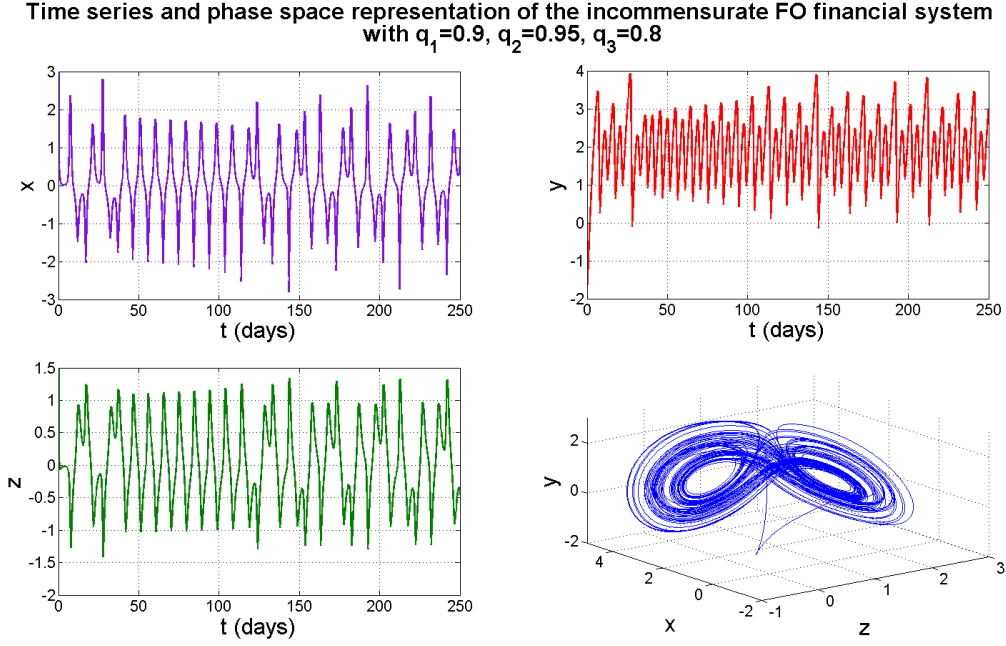 Time series and phase space representation of the incommensurate FO financial system
with q1=0.9, q2=0.95, q3=0.8
3
2
1
0
-1
-2
-3
x
0 50 100 150 200 250
t (days)
4
3
2
1
0
-1
-2
y
0 50 100 150 200 250
t (days)
1.5
1
0.5
0
-0.5
-1
-1.5
-2
z
0 50 100 150 200 250
t (days)
2
0
-2
y
4
2
0
-2
x
-1
0
1
2
3
z